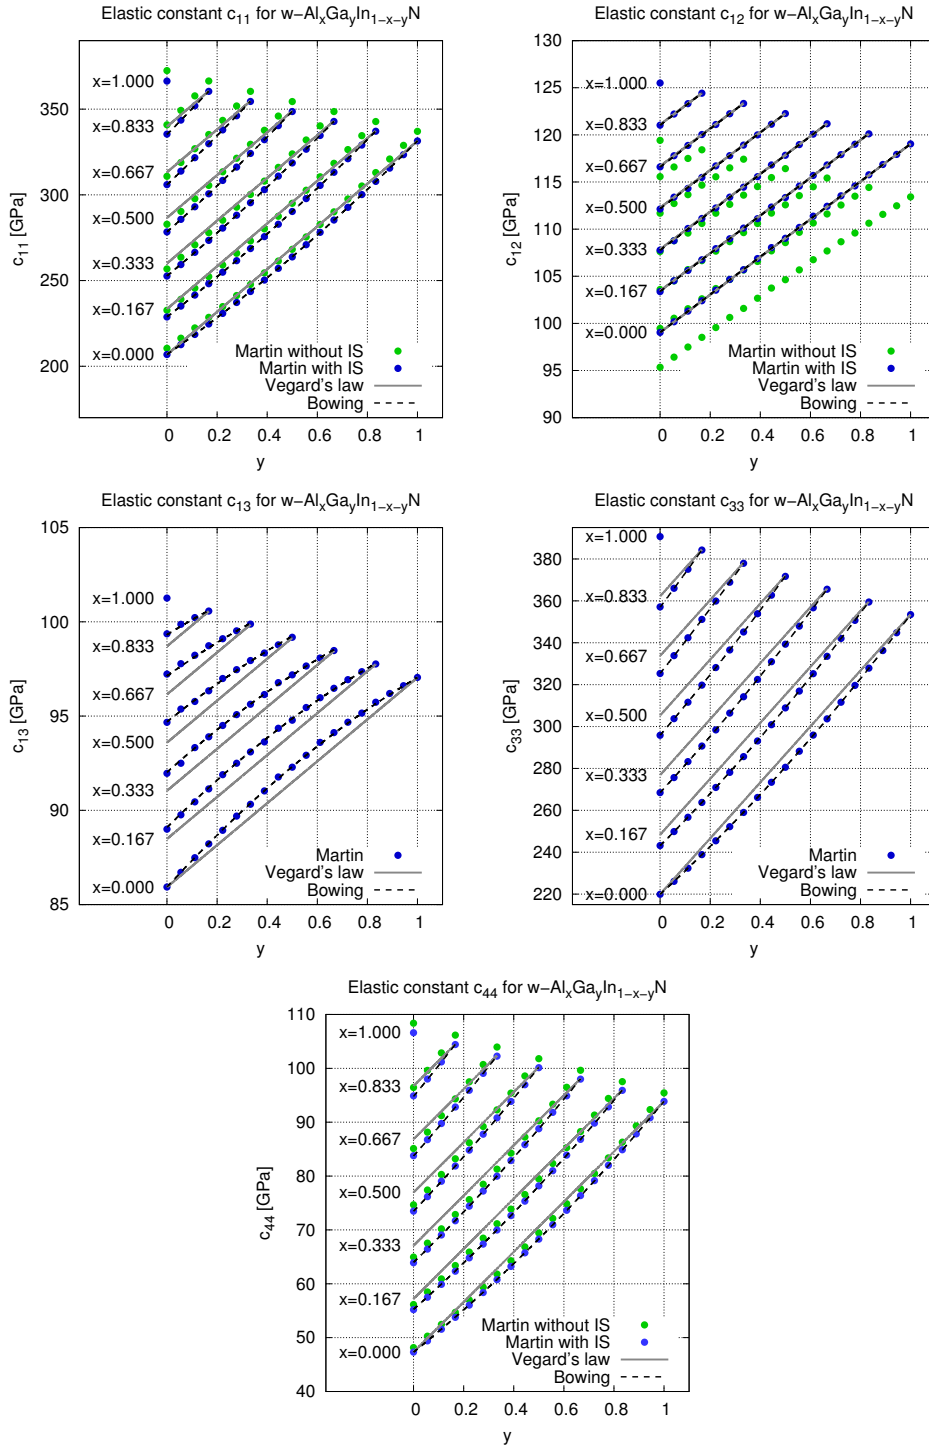 Elastic constant c11 for w−AlxGayIn1−x−yN
c11 [GPa]
350
300
250
200
x=1.000
x=0.833
x=0.667
x=0.500
x=0.333
x=0.167
x=0.000
Martin without IS
Martin with IS
Vegard's law
Bowing
0 0.2 0.4 0.6 0.8 1
y
Elastic constant c12 for w−AlxGayIn1−x−yN
c12 [GPa]
130
125
120
115
110
105
100
95
90
x=1.000
x=0.833
x=0.667
x=0.500
x=0.333
x=0.167
x=0.000
Martin without IS
Martin with IS
Vegard's law
Bowing
0 0.2 0.4 0.6 0.8 1
y
Elastic constant c13 for w−AlxGayIn1−x−yN
c13 [GPa]
105
100
95
90
85
x=1.000
x=0.833
x=0.667
x=0.500
x=0.333
x=0.167
x=0.000
Martin
Vegard's law
Bowing
0 0.2 0.4 0.6 0.8 1
y
Elastic constant c33 for w−AlxGayIn1−x−yN
c33 [GPa]
380
360
340
320
300
280
260
240
220
x=1.000
x=0.833
x=0.667
x=0.500
x=0.333
x=0.167
x=0.000
Martin
Vegard's law
Bowing
0 0.2 0.4 0.6 0.8 1
y
Elastic constant c44 for w−AlxGayIn1−x−yN
c44 [GPa]
110
100
90
80
70
60
50
40
x=1.000
x=0.833
x=0.667
x=0.500
x=0.333
x=0.167
x=0.000
Martin without IS
Martin with IS
Vegard's law
Bowing
0 0.2 0.4 0.6 0.8 1
y